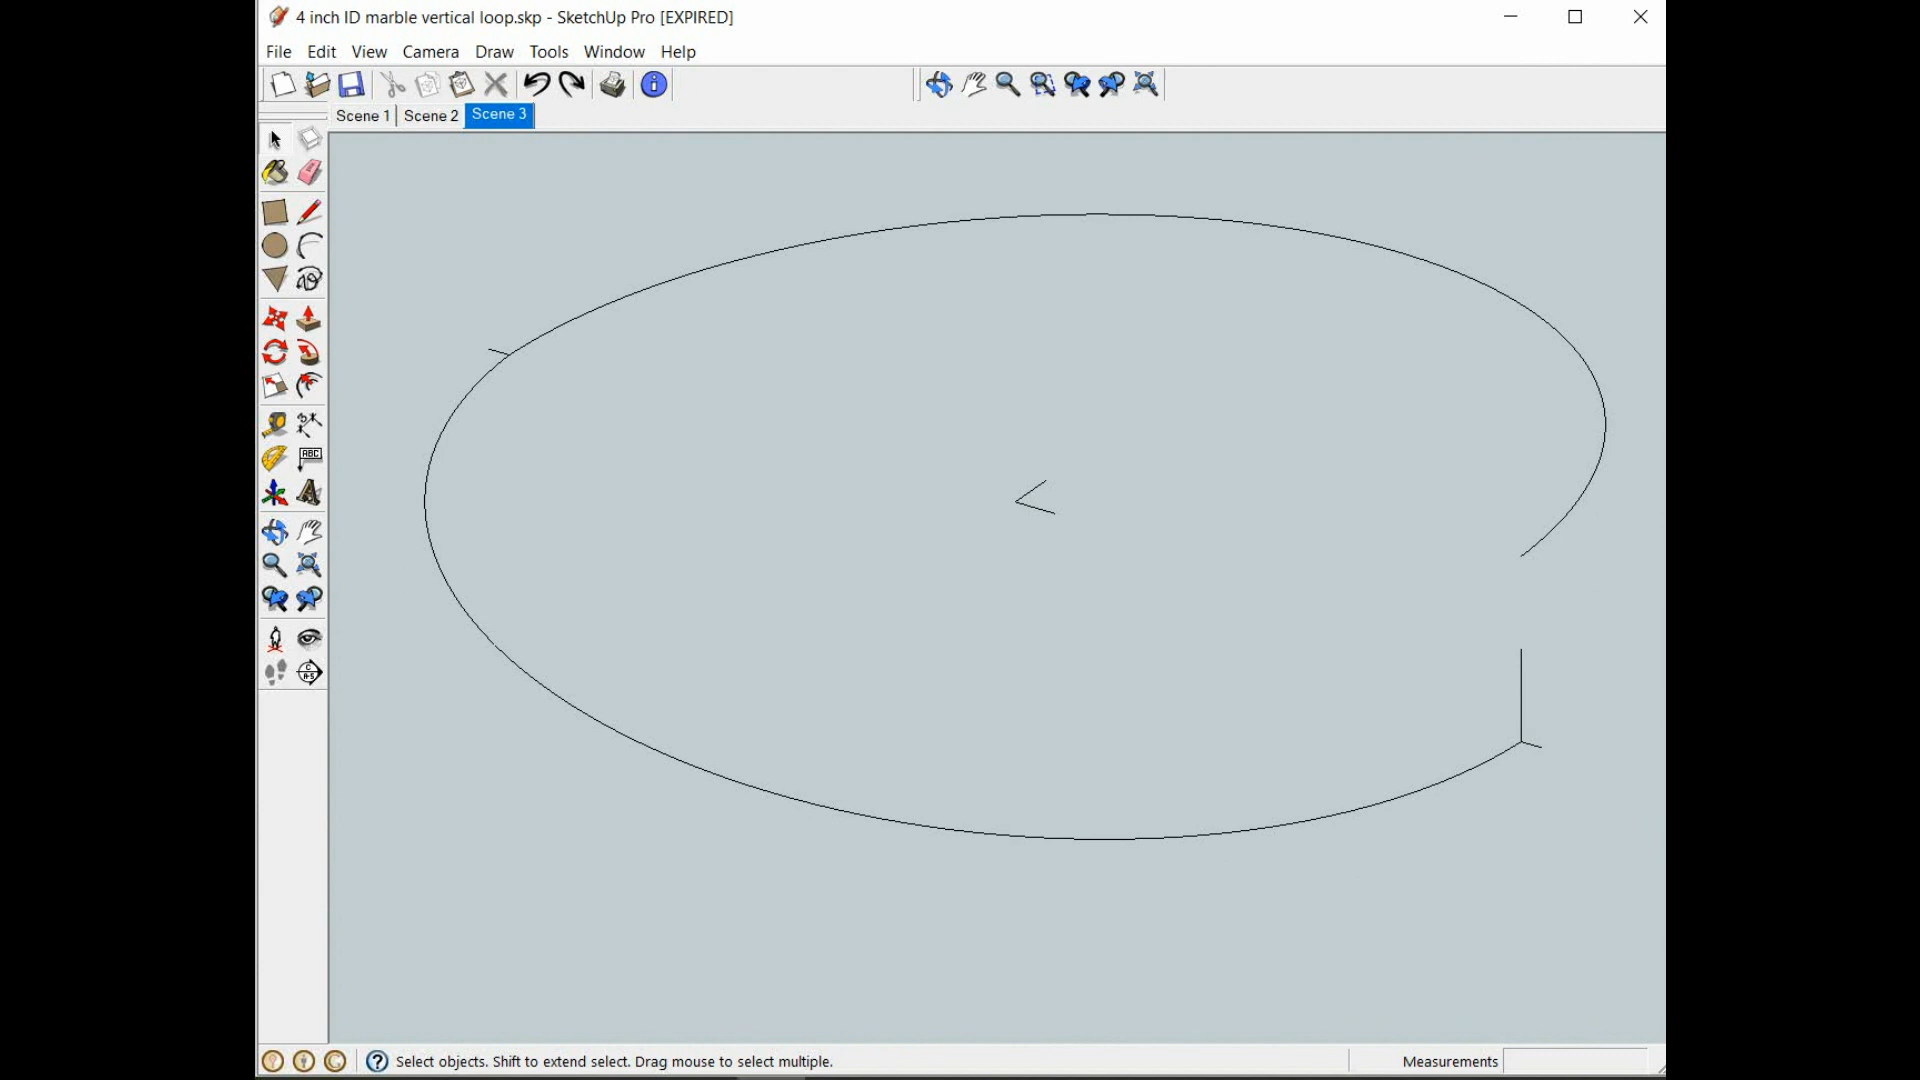 4 inch ID marble vertical loop.skp - SketchUp Pro [EXPIRED]
File Edit View Camera Draw Tools Window Help
Scene 1 Scene 2 Scene 3
ABC
Select objects. Shift to extend select. Drag mouse to select multiple.
Measurements